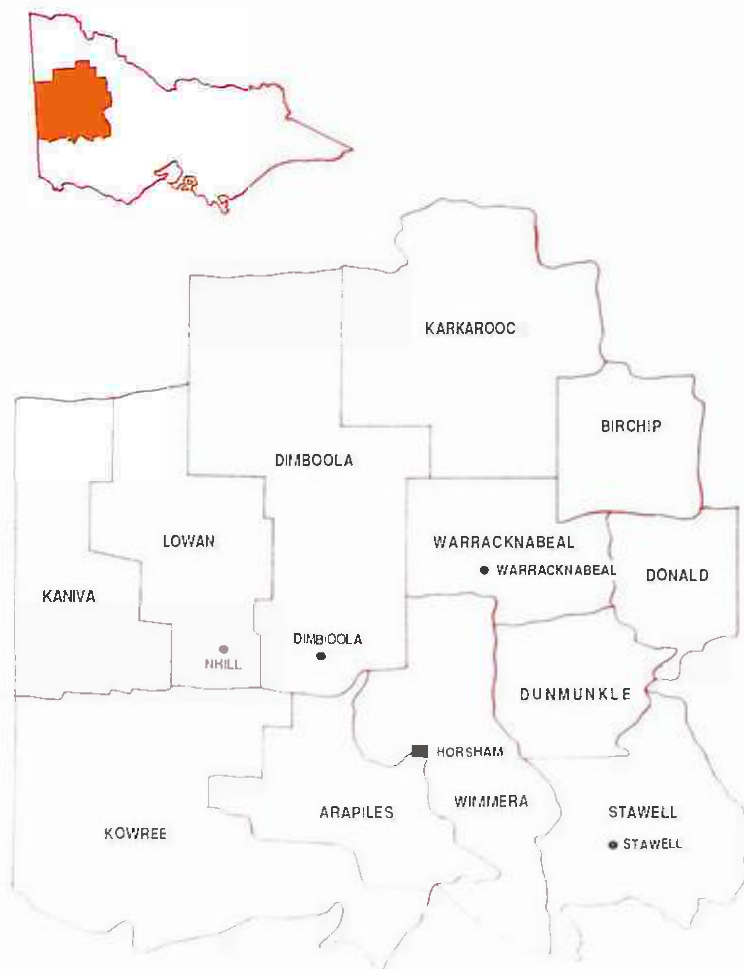 KARKAROOC
BIRCHIP
DIMBOOLA
LOWAN
WARRACKNABEAL
WARRACKNABEAL
DONALD
KANIVA
DIMBOOLA
NHILL
DUNMUNKLE
HORSHAM
WIMMERA
ARAPILES
STAWELL
KOWREE
STAWELL